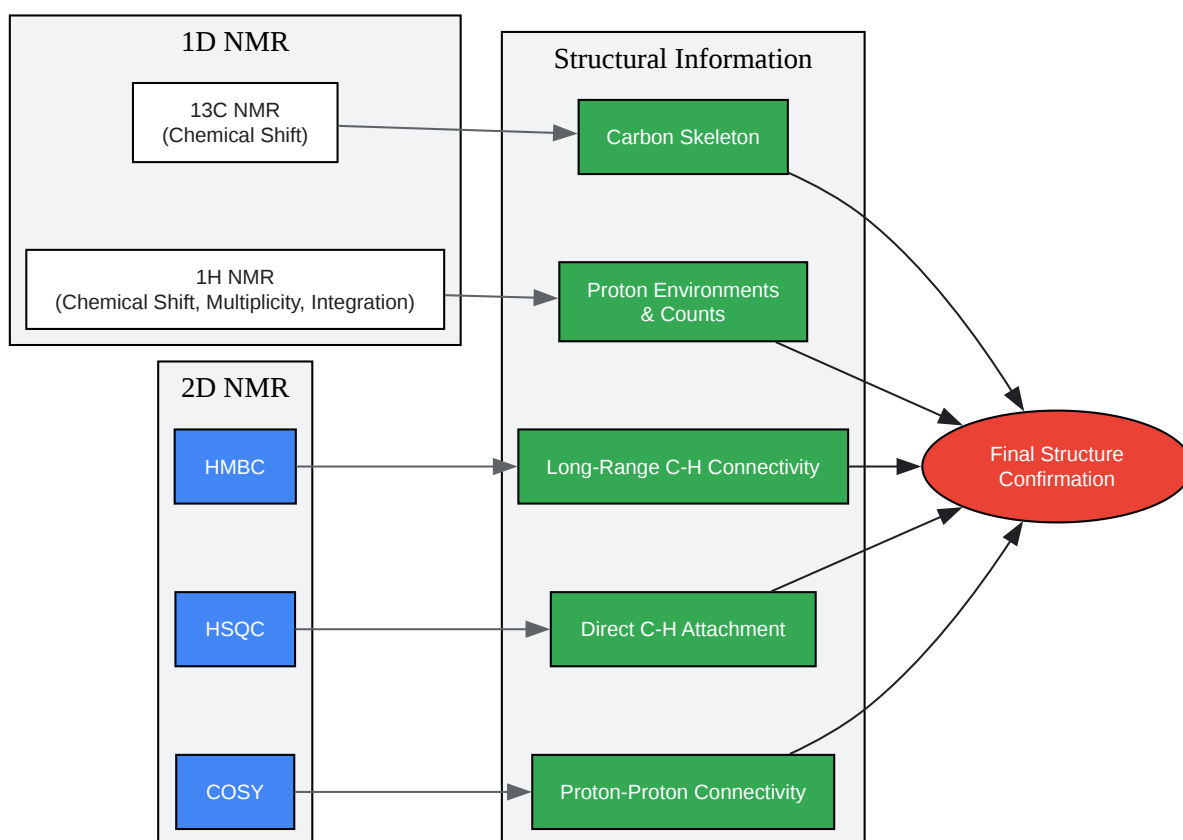 1D NMR
13C NMR
(Chemical Shift)
1H NMR
(Chemical Shift, Multiplicity, Integration)
2D NMR
HMBC
HSQC
COSY
Structural Information
Carbon Skeleton
Proton Environments
& Counts
Long-Range C-H Connectivity
Direct C-H Attachment
Proton-Proton Connectivity
Final Structure
Confirmation